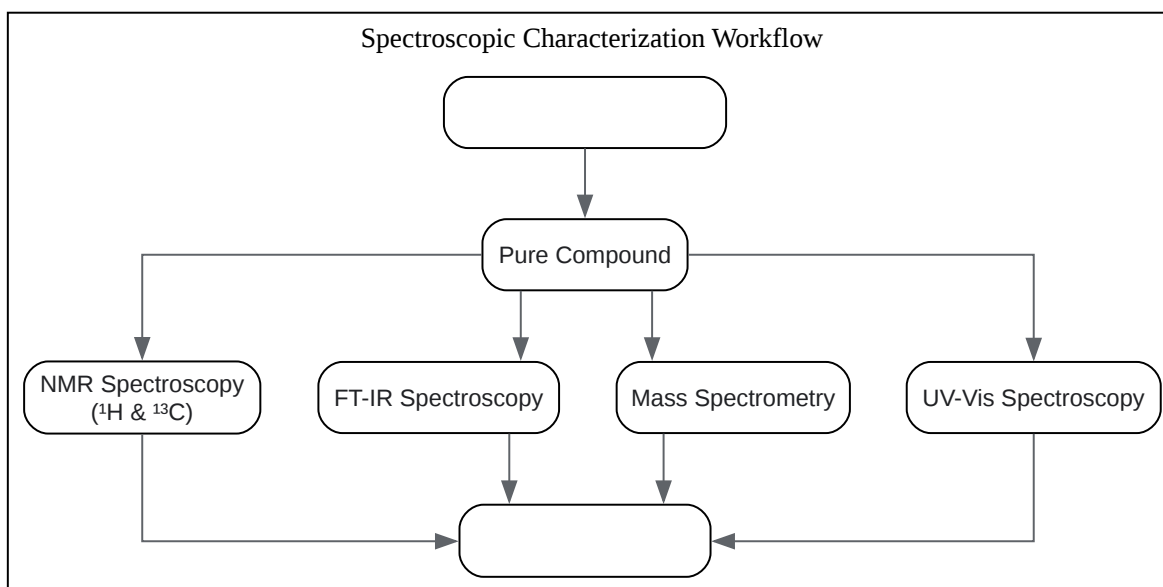 Spectroscopic Characterization Workflow
Pure Compound
NMR Spectroscopy
(¹H & ¹³C)
FT-IR Spectroscopy
Mass Spectrometry
UV-Vis Spectroscopy